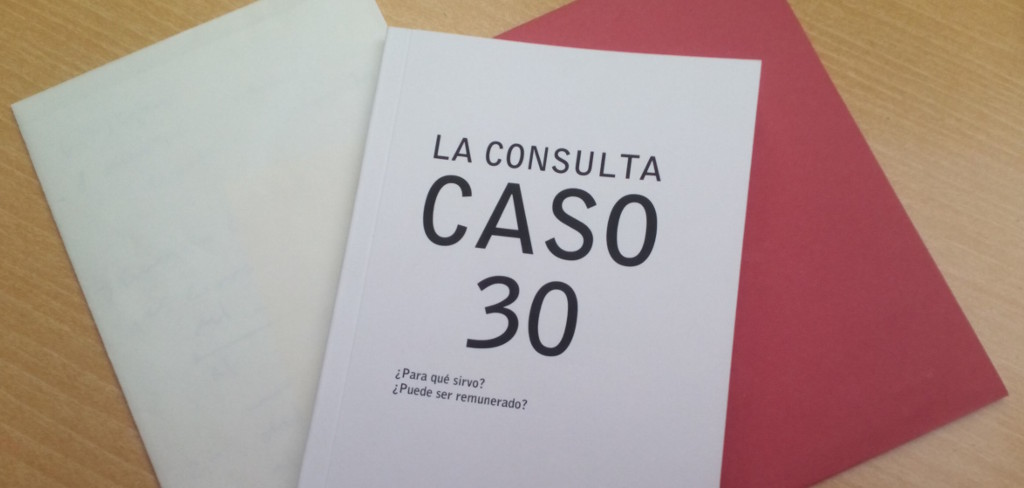 LA CONSULTA
CASO
30
¿Para qué sirvo?
¿Puede ser remunerado?